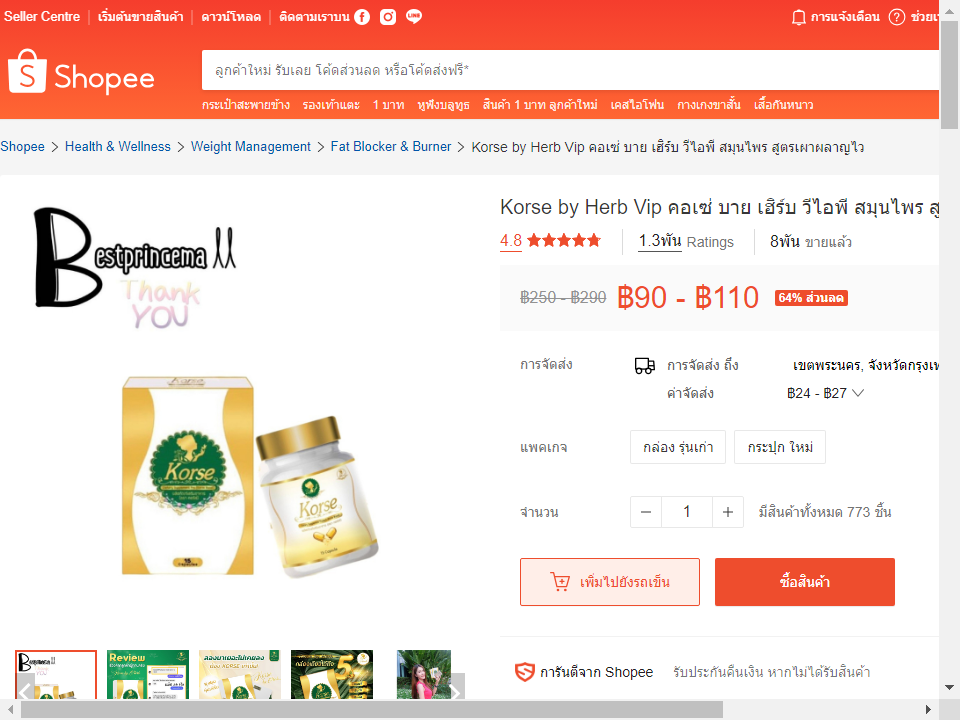 Seller Centre
เริ่มต้นขายสินค้า
ดาวน์โหลด
ติดตามเราบน
การแจ้งเตือน
Shopee
ลูกค้าใหม่ รับเลย โค้ดส่วนลด หรือโค้ดส่งฟรี*
กระเป๋าสะพายข้าง รองเท้าแตะ 1 บาท หูฟังบลูทูธ สินค้า 1 บาท ลูกค้าใหม่ เคสไอโฟน กางเกงขาสั้น เสื้อกันหนาว
Shopee > Health & Wellness > Weight Management > Fat Blocker & Burner > Korse by Herb Vip คอเซ่ บาย เฮิร์บ วีไอพี สมุนไพร สูตรเผาผลาญไว
Bestprincema
Thank
YOU
Korse
Korse
Korse
Korse by Herb Vip คอเซ่ บาย เฮิร์บ วีไอพี สมุนไพร
4.8
1.3พัน Ratings
8พัน ขายแล้ว
฿250 - ฿290 ฿90 - ฿110 64% ส่วนลด
การจัดส่ง
การจัดส่ง ถึง
เขตพระนคร, จังหวัดกรุงเท
ค่าจัดส่ง
฿24 - ฿27
แพคเกจ
กล่อง รุ่นเก่า
กระปุก ใหม่
จำนวน
1
มีสินค้าทั้งหมด 773 ชิ้น
เพิ่มไปยังรถเข็น
ซื้อสินค้า
Review
การันตีจาก Shopee
รับประกันคืนเงิน หากไม่ได้รับสินค้า